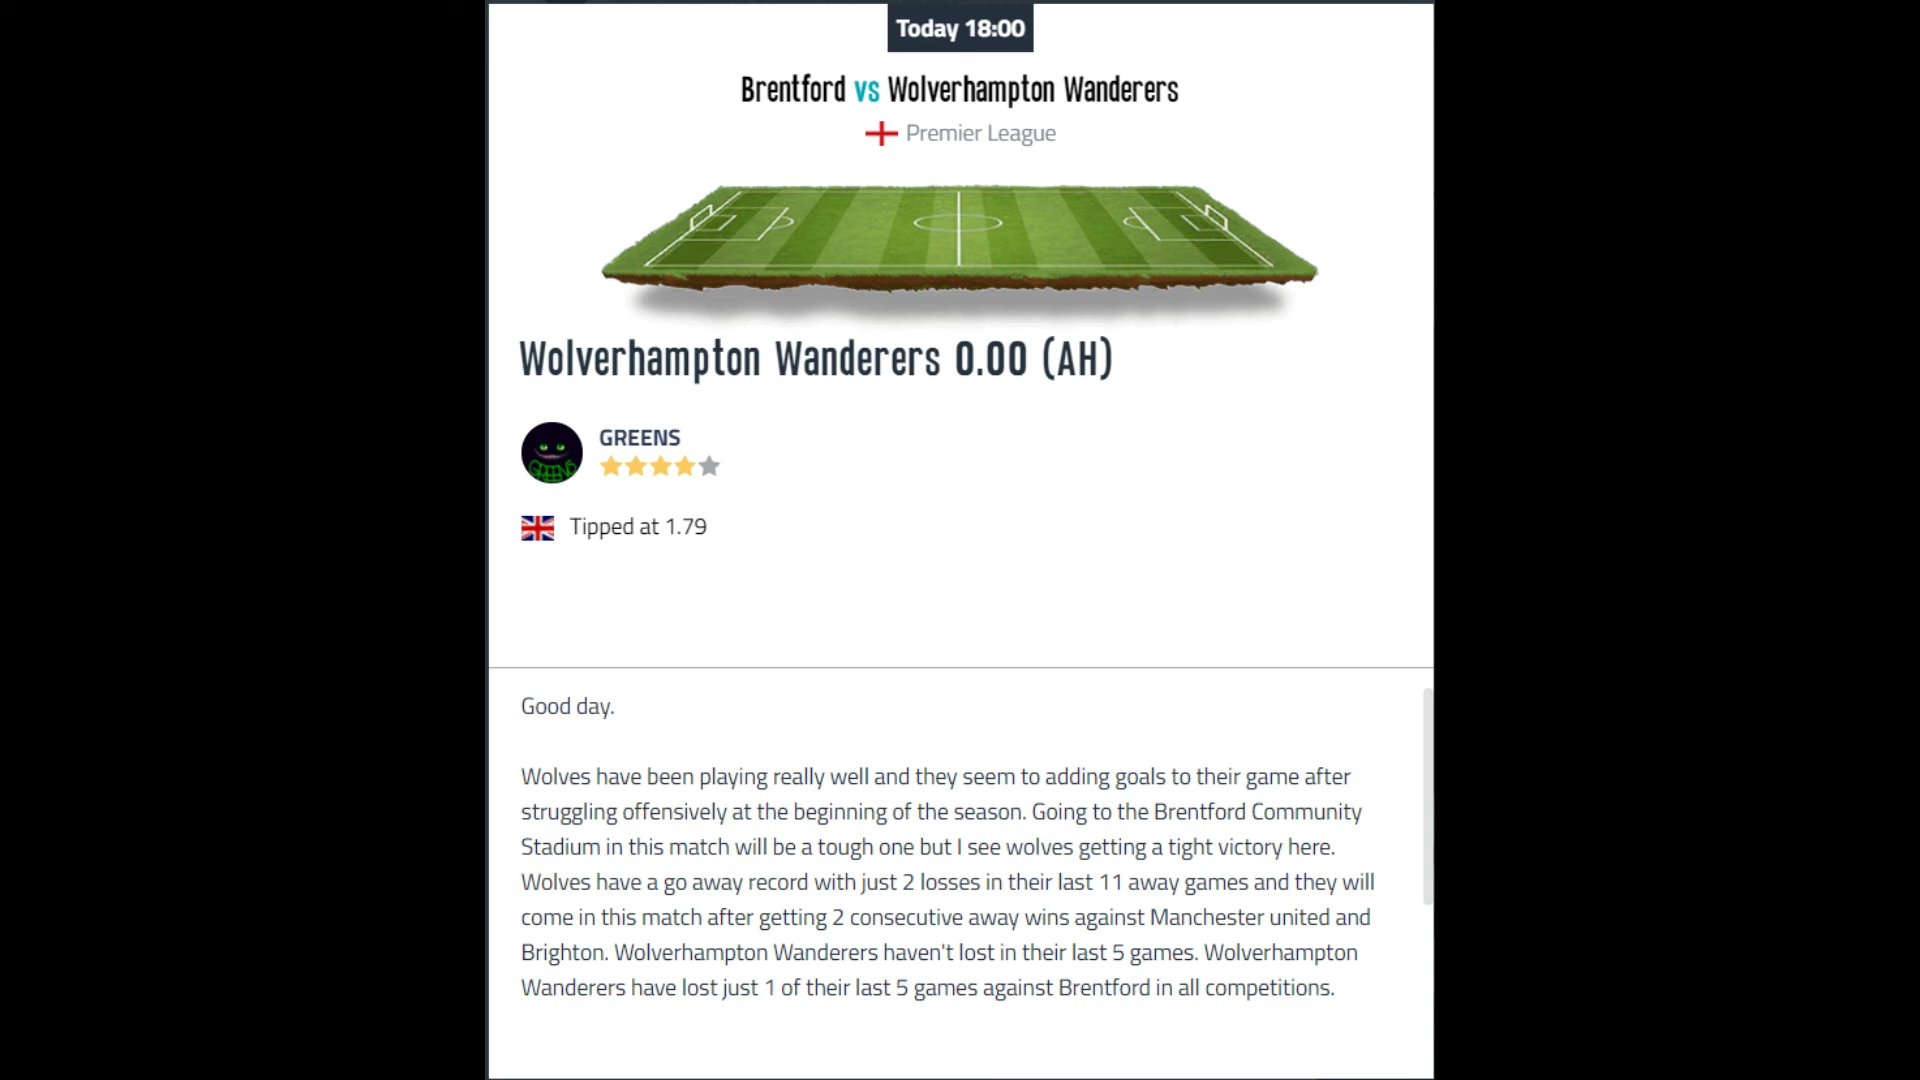 Today 18:00
Brentford vs Wolverhampton Wanderers
Premier League
Wolverhampton Wanderers 0.00 (AH)
GREENS
GREENS
Tipped at 1.79
Good day.
Wolves have been playing really well and they seem to adding goals to their game after
struggling offensively at the beginning of the season. Going to the Brentford Community
Stadium in this match will be a tough one but I see wolves getting a tight victory here.
Wolves have a go away record with just 2 losses in their last 11 away games and they will
come in this match after getting 2 consecutive away wins against Manchester united and
Brighton. Wolverhampton Wanderers haven't lost in their last 5 games. Wolverhampton
Wanderers have lost just 1 of their last 5 games against Brentford in all competitions.